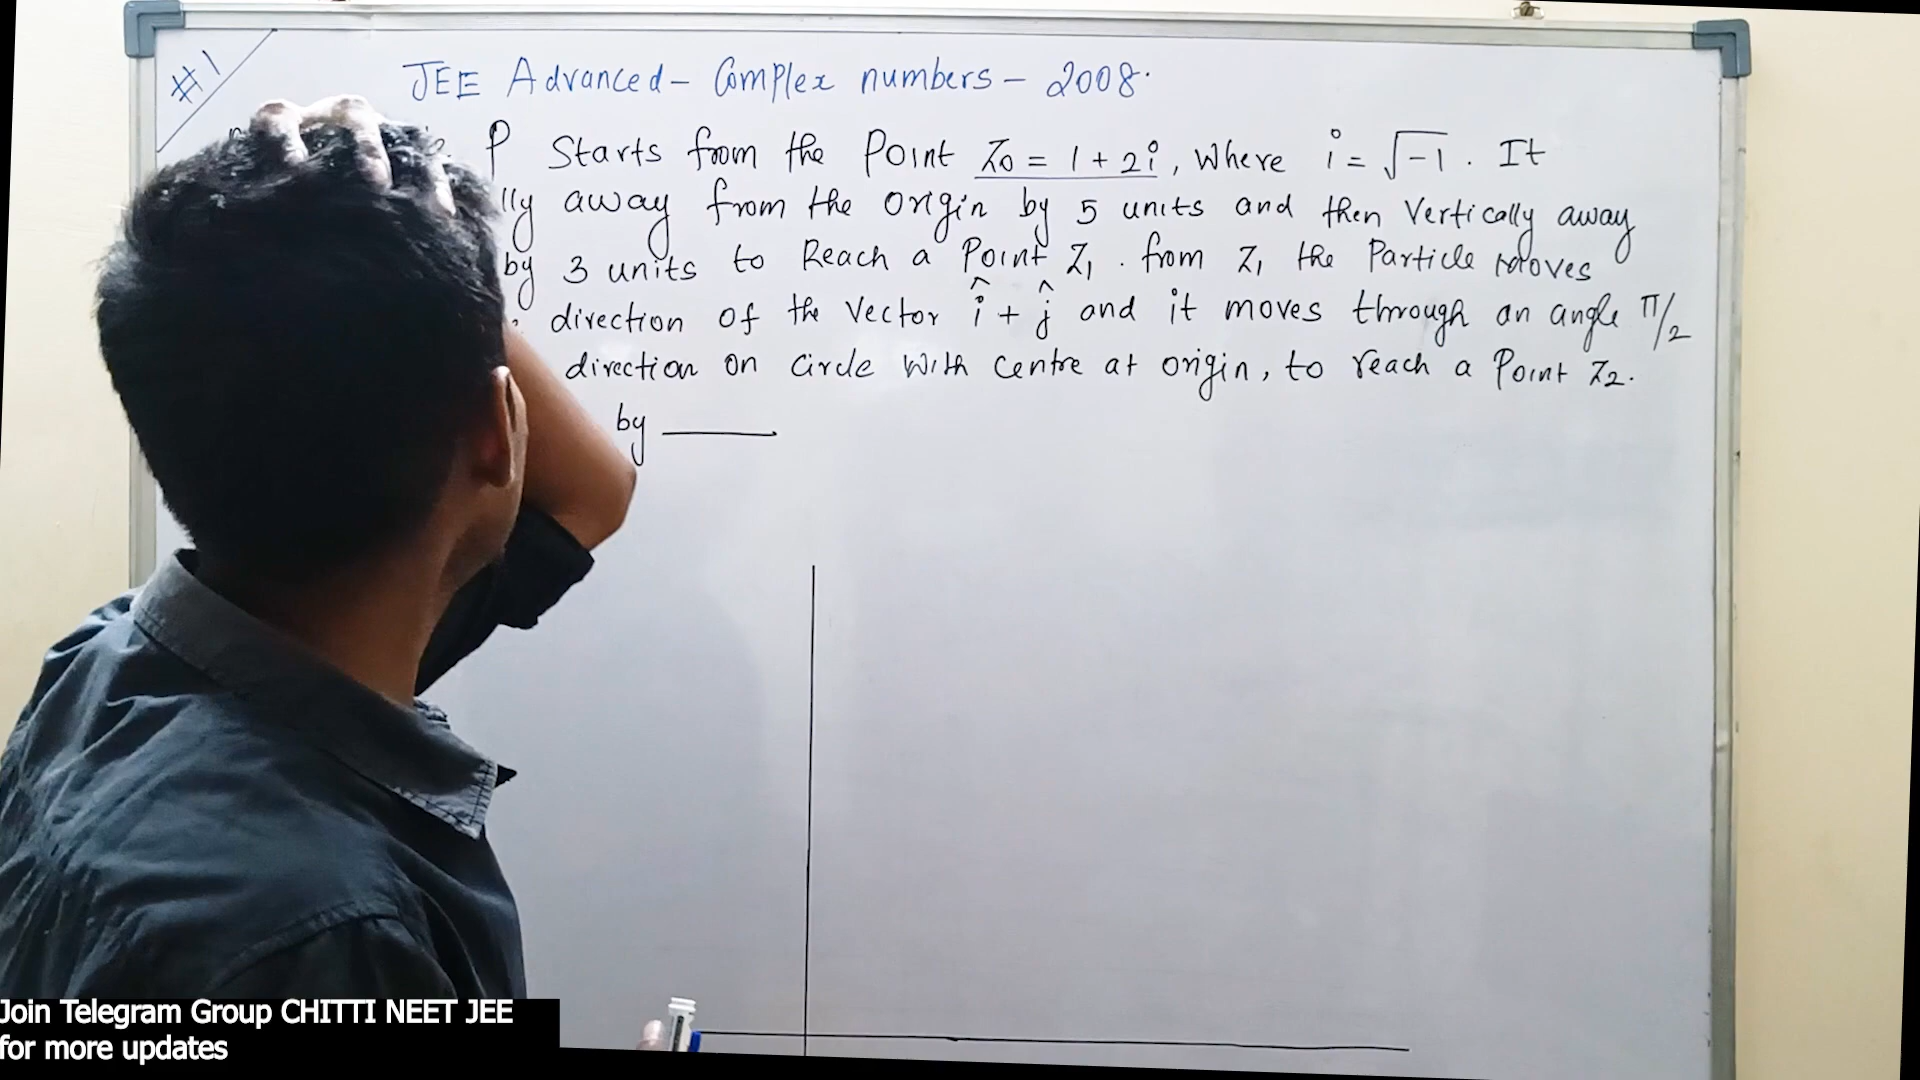 #1
JEE Advanced - Complex numbers - 2008.
P Starts from the Point Z0 = 1 + 2i, where i = √-1. It
lly away from the origin by 5 units and then Vertically away
by 3 units to Reach a Point Z1. from Z1 the Particle moves
direction of the Vector î + ĵ and it moves through an angle π/2
direction on circle with centre at origin, to reach a Point Z2.
by ______
Join Telegram Group CHITTI NEET JEE
for more updates